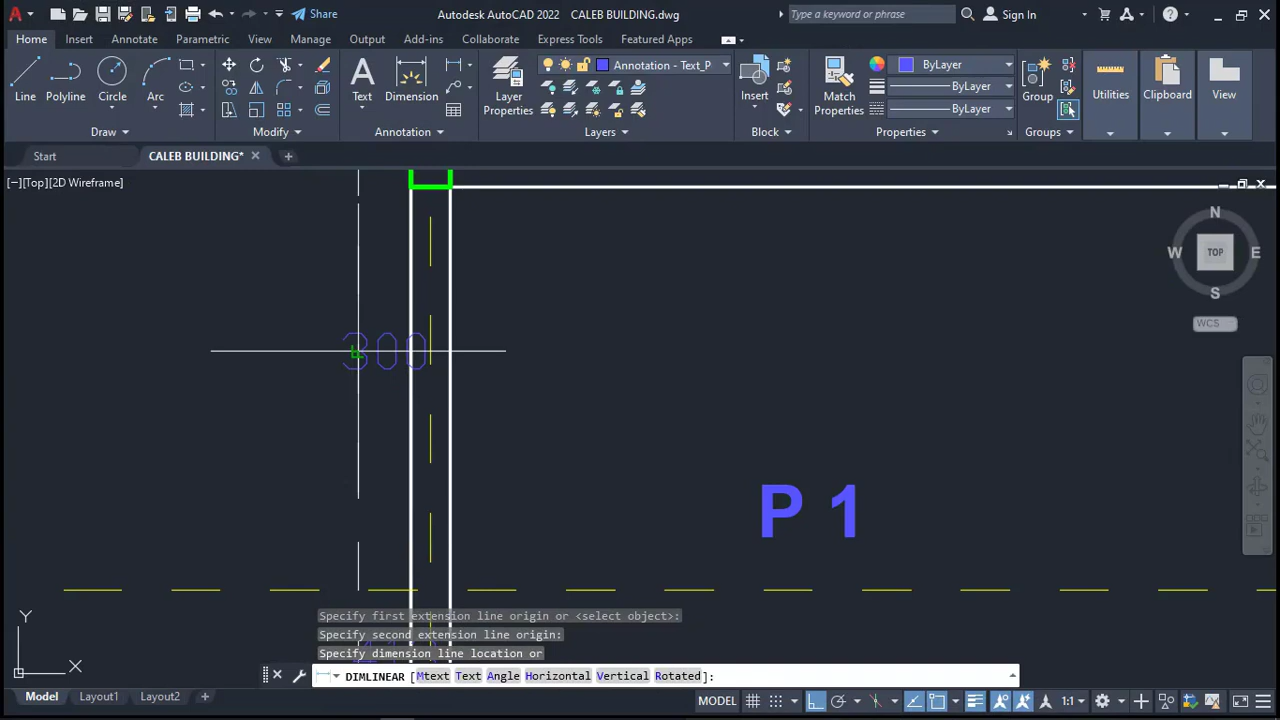 Share
Autodesk AutoCAD 2022 CALEB BUILDING.dwg
Type a keyword or phrase
Sign In
Home Insert Annotate Parametric View Manage Output Add-ins Collaborate Express Tools Featured Apps
Line Polyline Circle Arc
Text Dimension
Layer Properties
Annotation - Text_P
Insert
Match Properties
ByLayer
ByLayer
ByLayer
Group
Utilities Clipboard View
Draw Modify Annotation Layers Block Properties Groups
Start CALEB BUILDING*
[−][Top][2D Wireframe]
N
W TOP E
S
WCS
300
P 1
Y
X
Specify first extension line origin or <select object>:
Specify second extension line origin:
Specify dimension line location or
DIMLINEAR [Mtext Text Angle Horizontal Vertical Rotated]:
Model Layout1 Layout2
MODEL 1:1